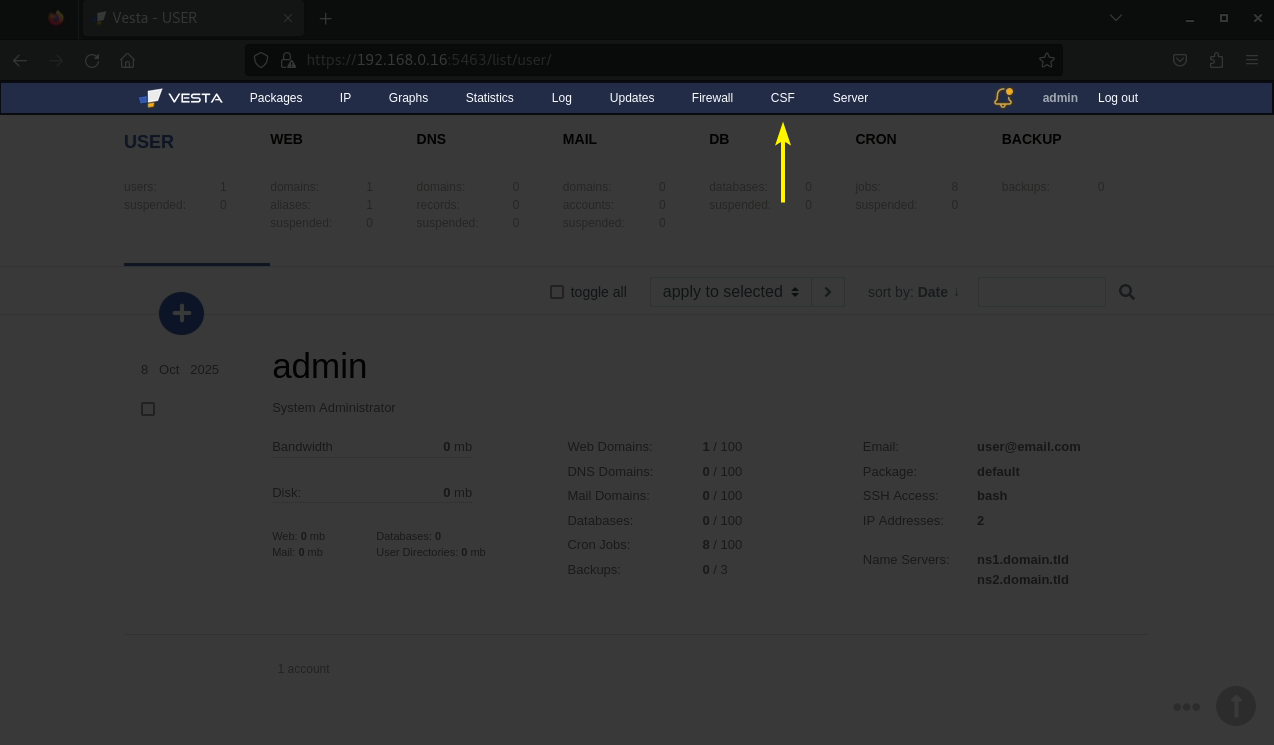 Vesta - USER
https://192.168.0.16:5463/list/user/
VESTA Packages IP Graphs Statistics Log Updates Firewall CSF Server admin Log out
USER WEB DNS MAIL DB CRON BACKUP
users: 1 domains: 1 domains: 0 domains: 0 databases: 0 jobs: 8 backups: 0
suspended: 0 aliases: 1 records: 0 accounts: 0 suspended: 0 suspended: 0
suspended: 0 suspended: 0 suspended: 0
toggle all apply to selected sort by: Date ↓
8 Oct 2025 admin
System Administrator
Bandwidth 0 mb Web Domains: 1 / 100 Email: user@email.com
DNS Domains: 0 / 100 Package: default
Disk: 0 mb Mail Domains: 0 / 100 SSH Access: bash
Databases: 0 / 100 IP Addresses: 2
Web: 0 mb Databases: 0
Cron Jobs: 8 / 100
Mail: 0 mb User Directories: 0 mb
Name Servers: ns1.domain.tld
Backups: 0 / 3
ns2.domain.tld
1 account